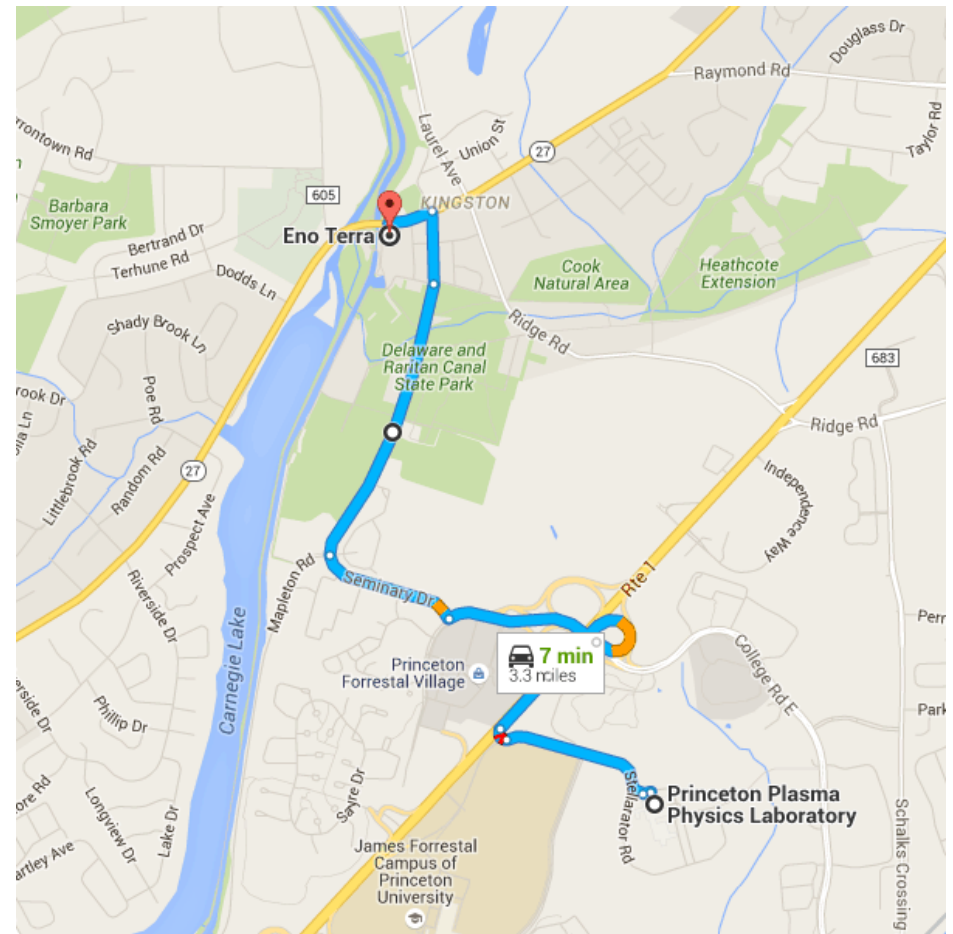 Douglass Dr
Raymond Rd
Taylor Rd
Laurel Ave
Union St
27
rrontown Rd
605
KINGSTON
Barbara
Smoyer Park
Eno Terra
Bertrand Dr
Terhune Rd
Dodds Ln
Cook
Natural Area
Heathcote
Extension
Shady Brook Ln
Ridge Rd
Delaware and
Raritan Canal
State Park
683
Poe Rd
rook Dr
Ridge Rd
Littlebrook Rd
Random Rd
27
Independence Way
Prospect Ave
Mapleton Rd
Riverside Dr
Seminary Dr
Rte 1
Carnegie Lake
Princeton
Forrestal Village
7 min
3.3 miles
College Rd E
Perr
erside Dr
Phillip Dr
Park
Sayre Dr
Stellarator Rd
Princeton Plasma
Physics Laboratory
ore Rd
Longview Dr
Lake Dr
artley Ave
James Forrestal
Campus of
Princeton
University
Schalks Crossing